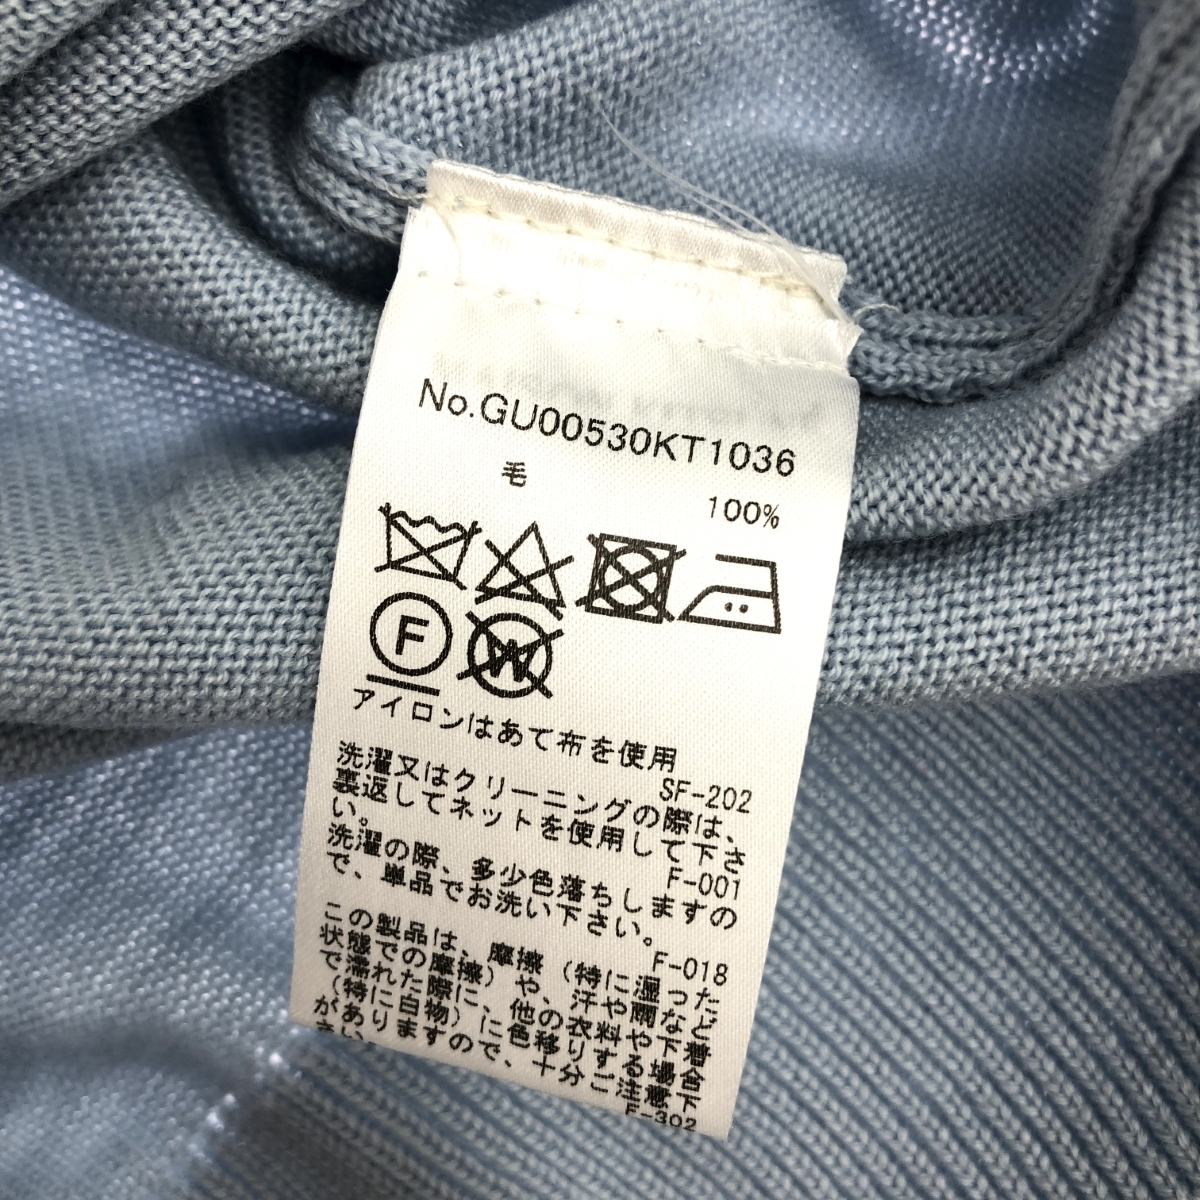 No.GU00530KT1036
毛 100%
F W
アイロンはあて布を使用
SF-202
洗濯又はクリーニングの際は、
裏返してネットを使用して下さ
い。
F-001
洗濯の際、多少色落ちしますの
で、単品でお洗い下さい。
F-018
この製品は、摩擦(特に湿った
状態での摩擦)や、汗や雨など
で濡れた際に、他の衣料や下着
(特に白物)に色移りする場合
がありますので、十分ご注意下
さい。
F-302